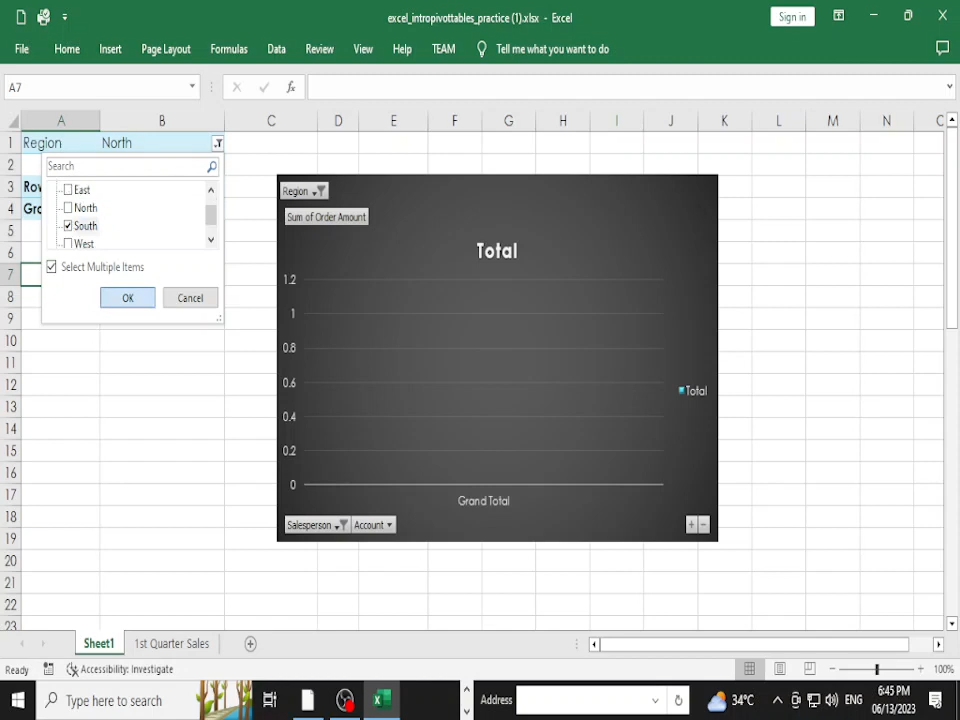 excel_intropivottables_practice (1).xlsx - Excel
Sign in
File Home Insert Page Layout Formulas Data Review View Help TEAM Tell me what you want to do
A7
fx
A B C D E F G H I J K L M N
1 Region North
2
3
4
5
6
7
8
9
10
11
12
13
14
15
16
17
18
19
20
21
22
23
Search
East
North
South
West
Select Multiple Items
OK Cancel
Region
Sum of Order Amount
Total
1.2
1
0.8
0.6
0.4
0.2
0
Grand Total
Total
Salesperson Account
+ -
Sheet1 1st Quarter Sales
Ready Accessibility: Investigate 100%
Type here to search
Address
34°C
ENG
6:45 PM
06/13/2023